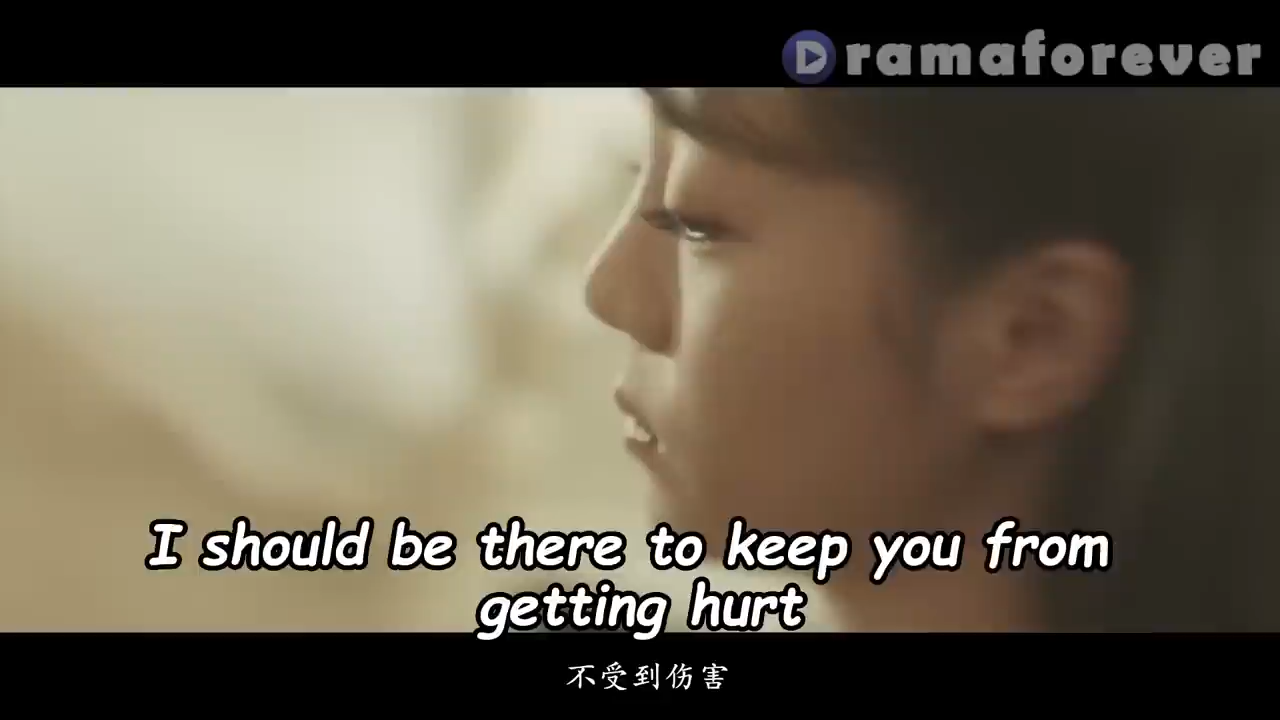 Dramaforever
I should be there to keep you from
getting hurt
不受到伤害